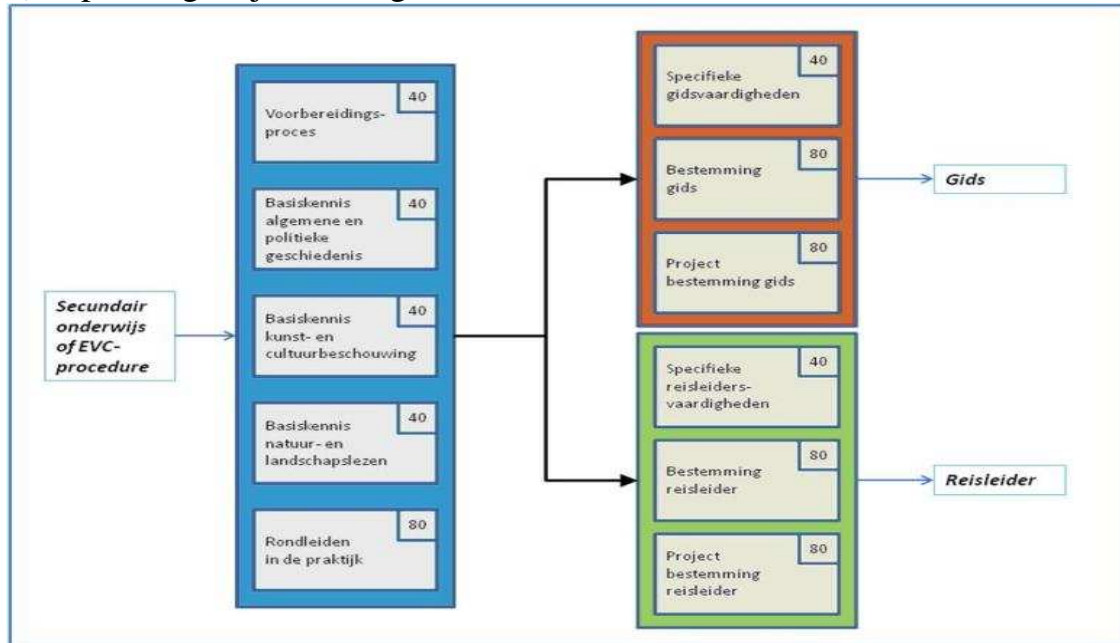 Secundair
onderwijs
of EVC-
procedure
40
Voorbereidings-
proces
40
Basiskennis
algemene en
politieke
geschiedenis
40
Basiskennis
kunst- en
cultuurbeschouwing
40
Basiskennis
natuur- en
landschapslezen
80
Rondleiden
in de praktijk
40
Specifieke
gidsvaardigheden
80
Bestemming
gids
80
Project
bestemming gids
Gids
40
Specifieke
reisleiders-
vaardigheden
80
Bestemming
reisleider
80
Project
bestemming
reisleider
Reisleider